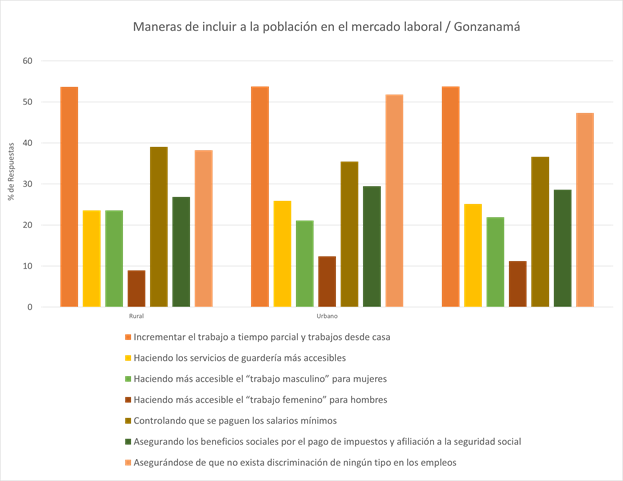 Maneras de incluir a la población en el mercado laboral / Gonzanamá
60
50
40
30
20
10
0
% de Respuestas
Rural
Urbano
Incrementar el trabajo a tiempo parcial y trabajos desde casa
Haciendo los servicios de guardería más accesibles
Haciendo más accesible el “trabajo masculino” para mujeres
Haciendo más accesible el “trabajo femenino” para hombres
Controlando que se paguen los salarios mínimos
Asegurando los beneficios sociales por el pago de impuestos y afiliación a la seguridad social
Asegurándose de que no exista discriminación de ningún tipo en los empleos